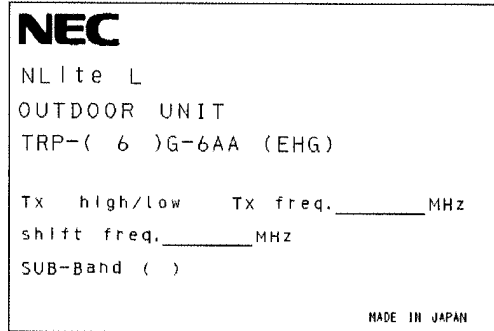 NEC
NLite L
OUTDOOR UNIT
TRP-( 6 )G-6AA (EHG)
Tx high/low Tx freq.________MHz
shift freq.________MHz
SUB-Band ( )
MADE IN JAPAN